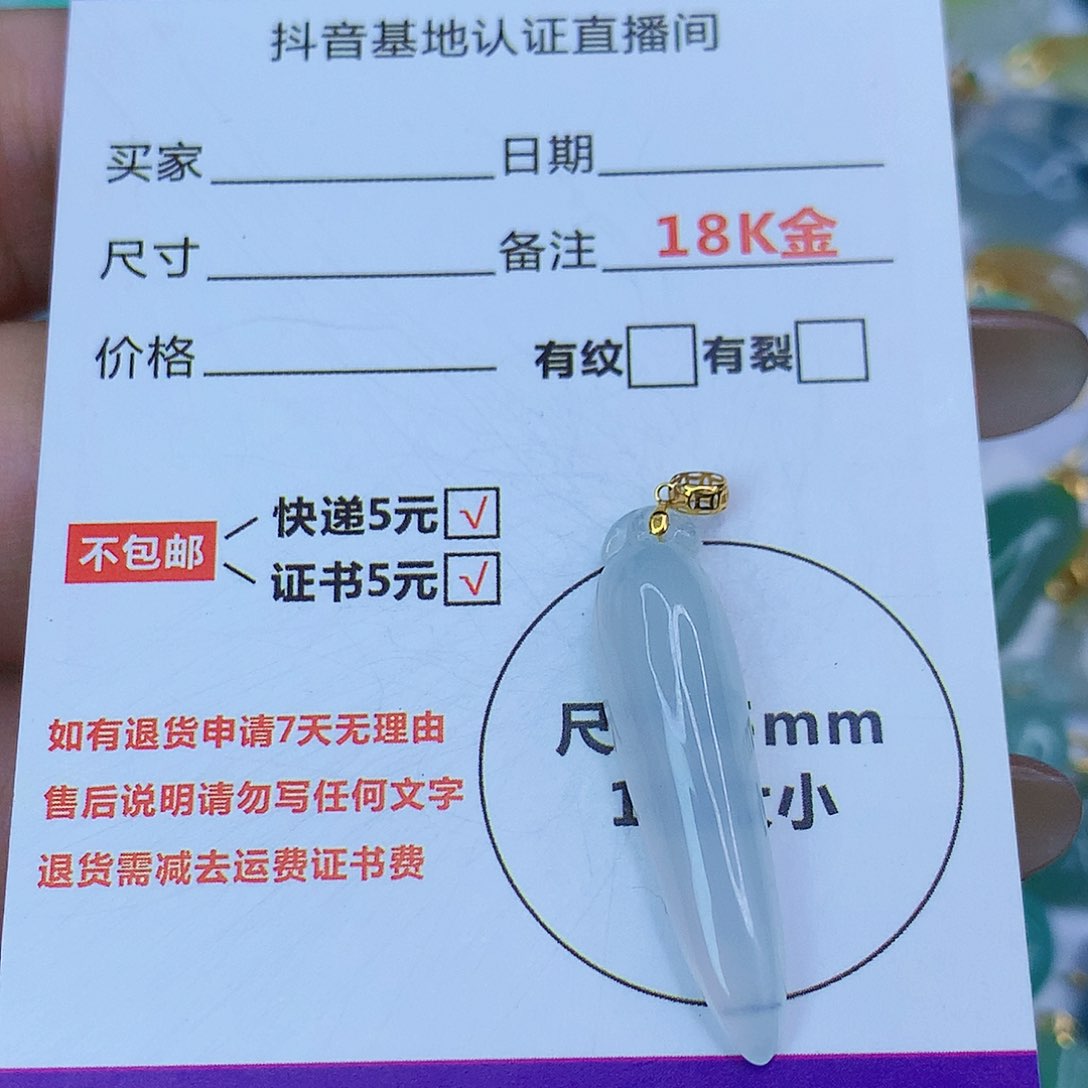 抖音基地认证直播间
买家 日期
尺寸 备注 18K金
价格 有纹 有裂
不包邮
快递5元 √
证书5元 √
如有退货申请7天无理由
售后说明请勿写任何文字
退货需减去运费证书费
尺 mm
1 小